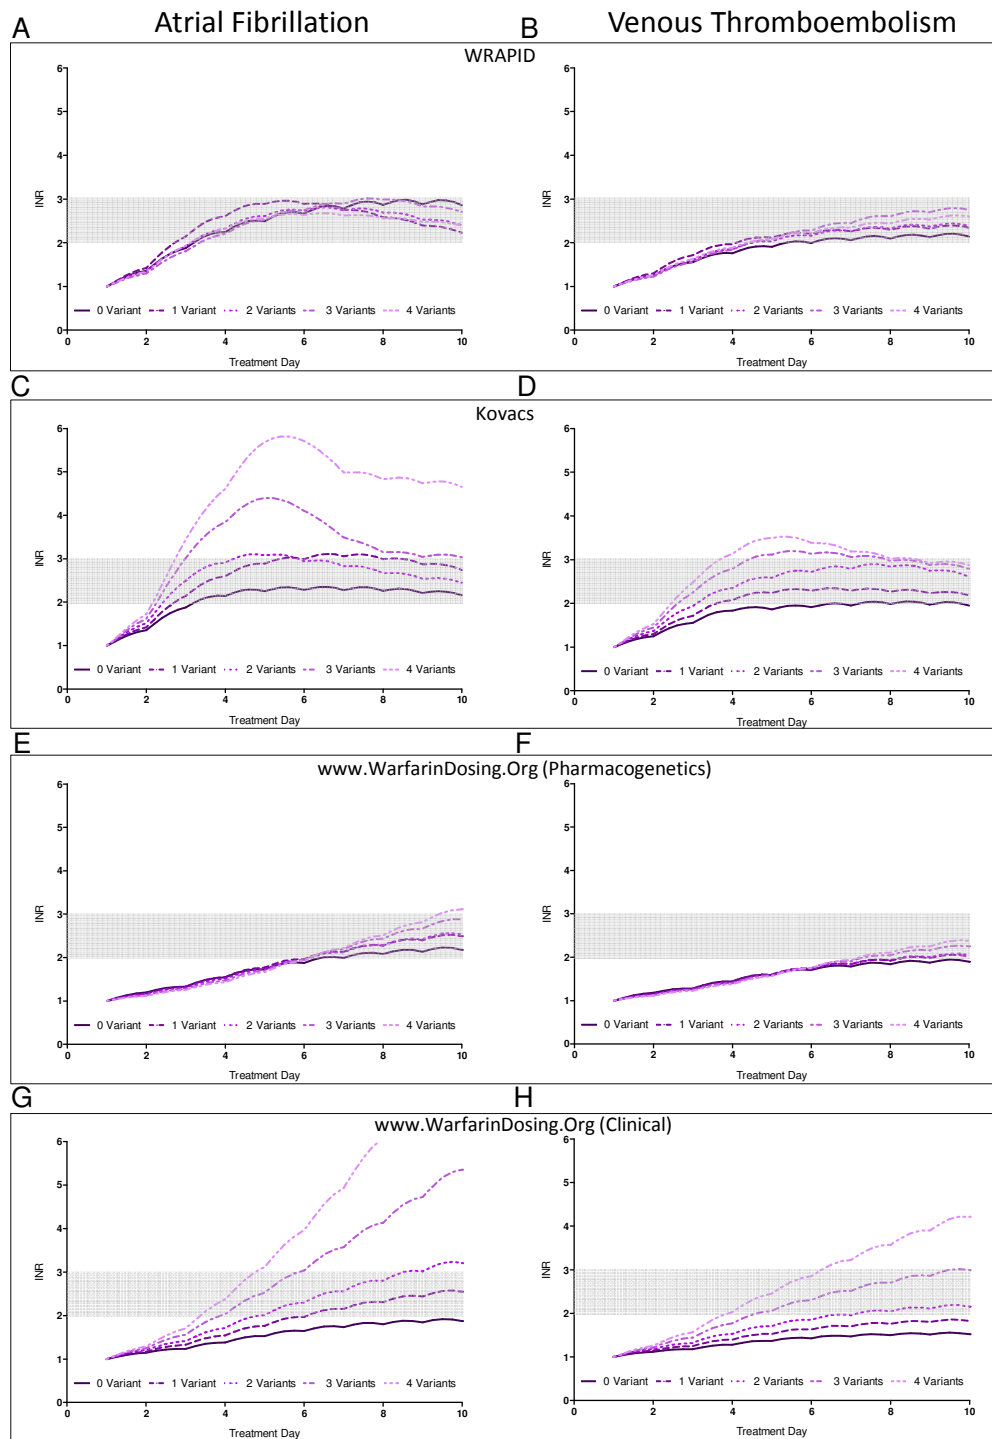 A Atrial Fibrillation B Venous Thromboembolism
WRAPID
6
5
4
3
2
1
0
INR
0 Variant 1 Variant 2 Variants 3 Variants 4 Variants
0 2 4 6 8 10
Treatment Day
6
5
4
3
2
1
0
INR
0 Variant 1 Variant 2 Variants 3 Variants 4 Variants
0 2 4 6 8 10
Treatment Day
C D
Kovacs
6
5
4
3
2
1
0
INR
0 Variant 1 Variant 2 Variants 3 Variants 4 Variants
0 2 4 6 8 10
Treatment Day
6
5
4
3
2
1
0
INR
0 Variant 1 Variant 2 Variants 3 Variants 4 Variants
0 2 4 6 8 10
Treatment Day
E F
www.WarfarinDosing.Org (Pharmacogenetics)
6
5
4
3
2
1
0
INR
0 Variant 1 Variant 2 Variants 3 Variants 4 Variants
0 2 4 6 8 10
Treatment Day
6
5
4
3
2
1
0
INR
0 Variant 1 Variant 2 Variants 3 Variants 4 Variants
0 2 4 6 8 10
Treatment Day
G H
www.WarfarinDosing.Org (Clinical)
6
5
4
3
2
1
0
INR
0 Variant 1 Variant 2 Variants 3 Variants 4 Variants
0 2 4 6 8 10
Treatment Day
6
5
4
3
2
1
0
INR
0 Variant 1 Variant 2 Variants 3 Variants 4 Variants
0 2 4 6 8 10
Treatment Day